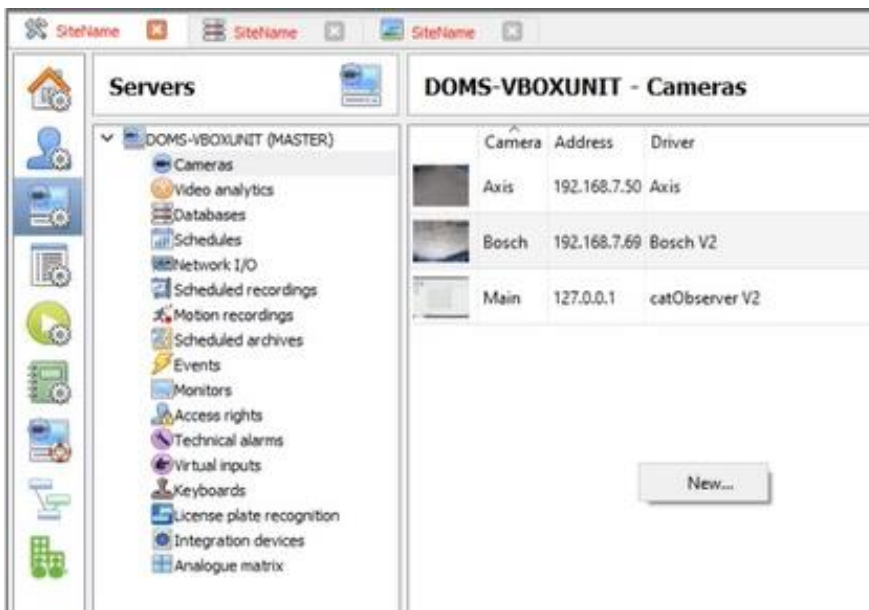 SiteName SiteName SiteName
Servers
DOMS-VBOXUNIT - Cameras
DOMS-VBOXUNIT (MASTER)
Cameras
Video analytics
Databases
Schedules
Network I/O
Scheduled recordings
Motion recordings
Scheduled archives
Events
Monitors
Access rights
Technical alarms
Virtual inputs
Keyboards
License plate recognition
Integration devices
Analogue matrix
Camera Address Driver
Axis 192.168.7.50 Axis
Bosch 192.168.7.69 Bosch V2
Main 127.0.0.1 catObserver V2
New...